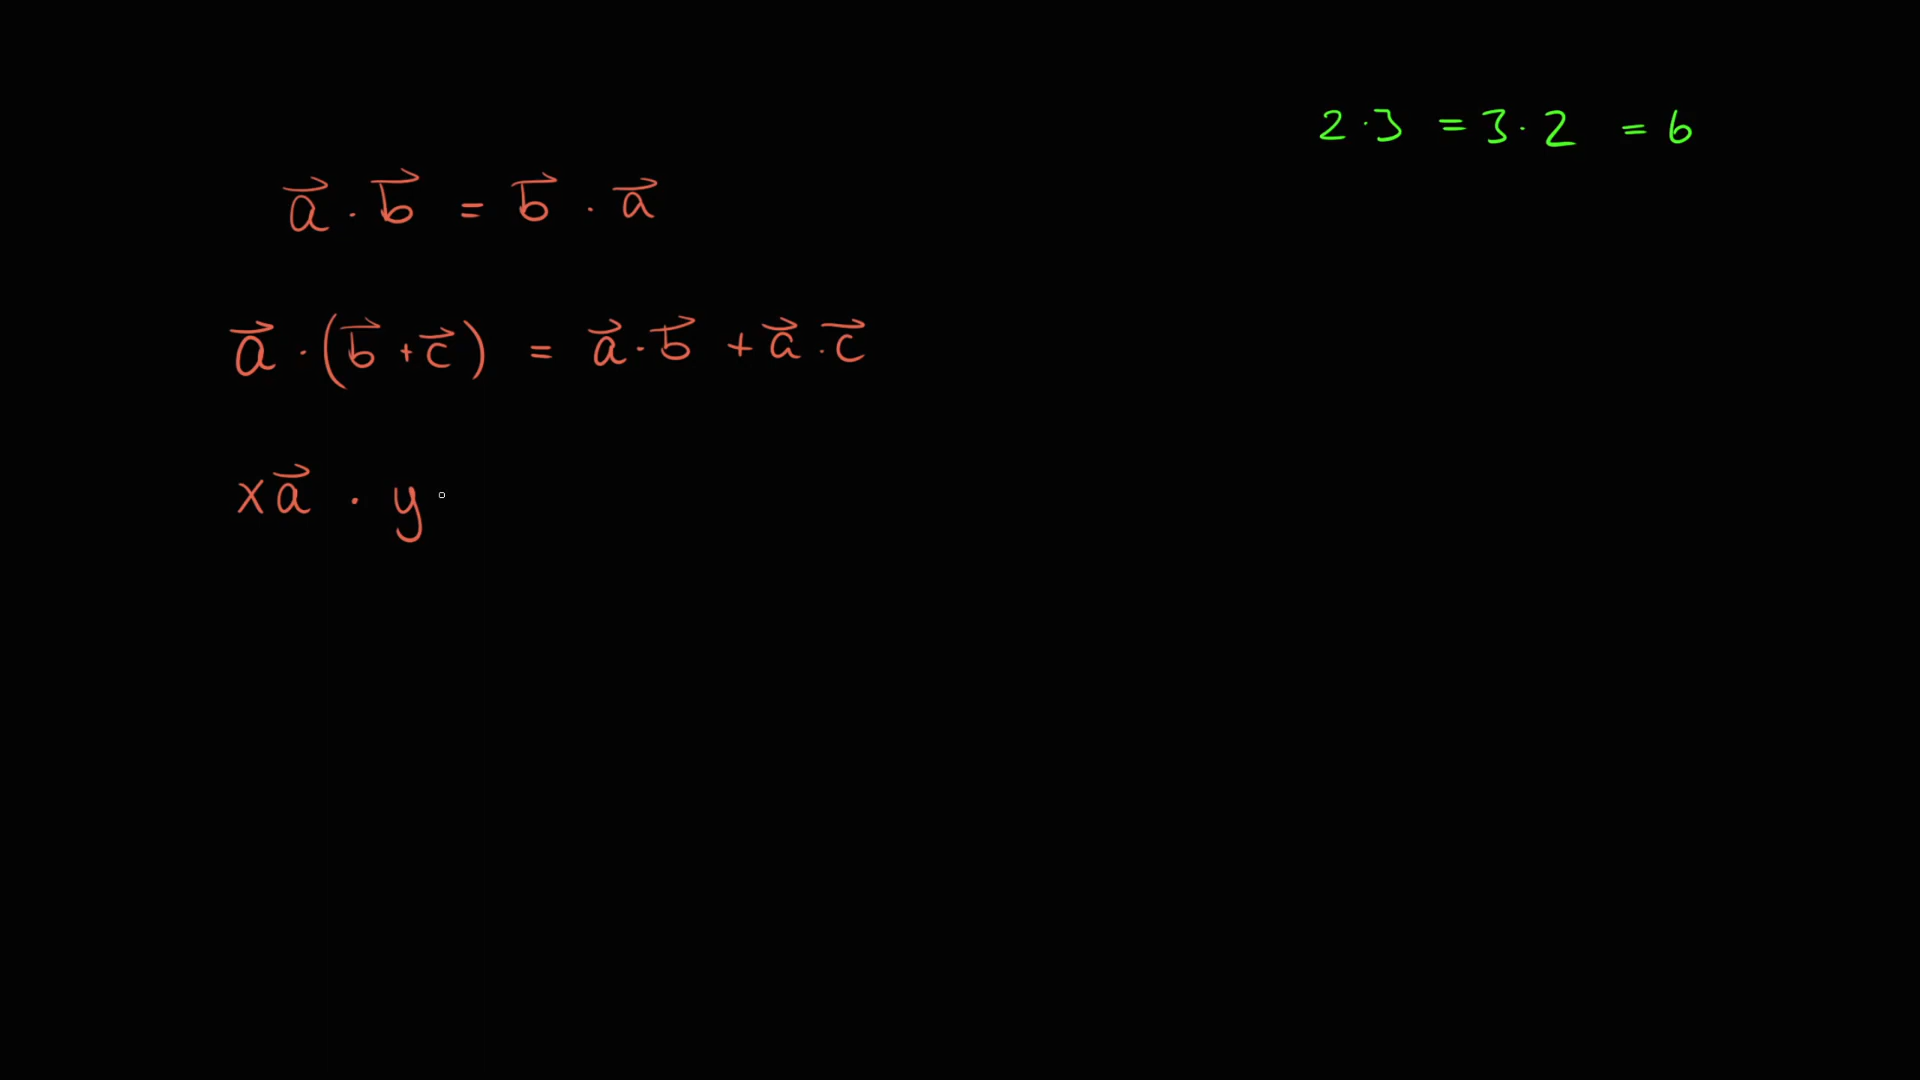 2·3 = 3·2 = 6
a⃗ · b⃗ = b⃗ · a⃗
a⃗ · (b⃗ + c⃗) = a⃗ · b⃗ + a⃗ · c⃗
xa⃗ · y